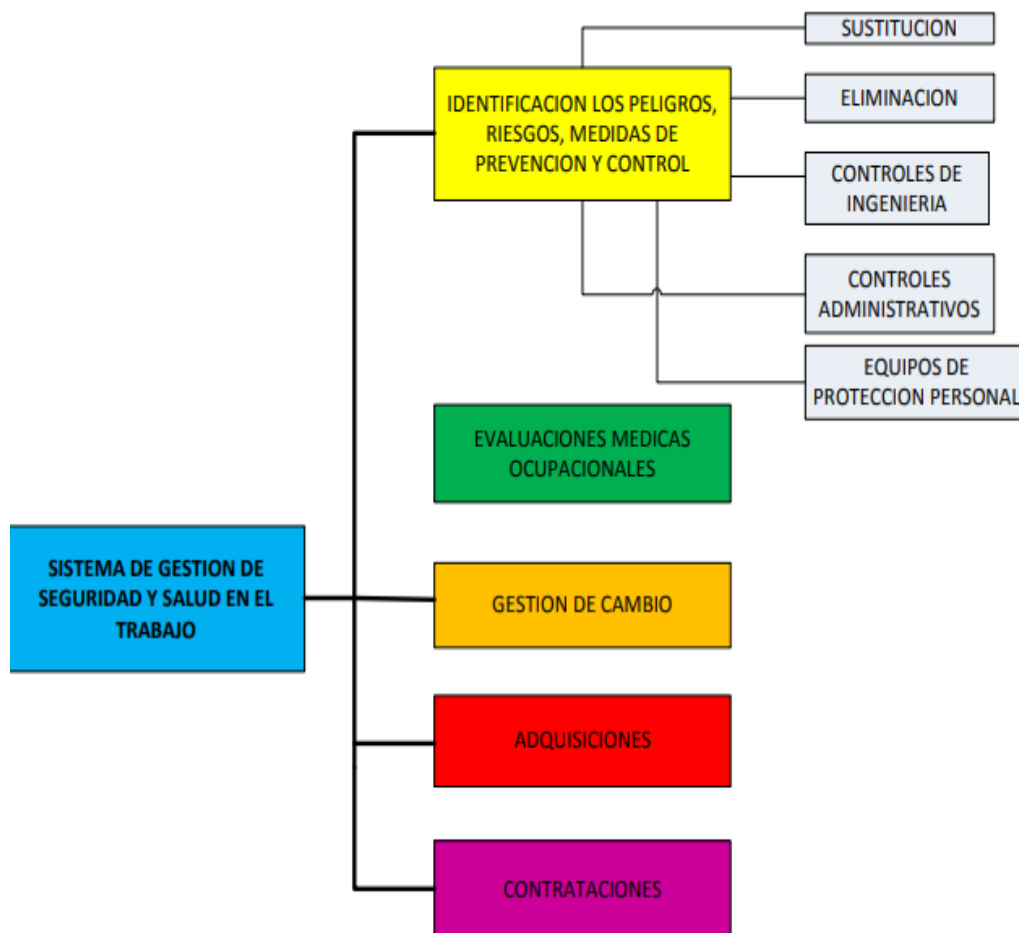 SUSTITUCION
IDENTIFICACION LOS PELIGROS,
RIESGOS, MEDIDAS DE
PREVENCION Y CONTROL
ELIMINACION
CONTROLES DE
INGENIERIA
CONTROLES
ADMINISTRATIVOS
EQUIPOS DE
PROTECCION PERSONAL
EVALUACIONES MEDICAS
OCUPACIONALES
SISTEMA DE GESTION DE
SEGURIDAD Y SALUD EN EL
TRABAJO
GESTION DE CAMBIO
ADQUISICIONES
CONTRATACIONES